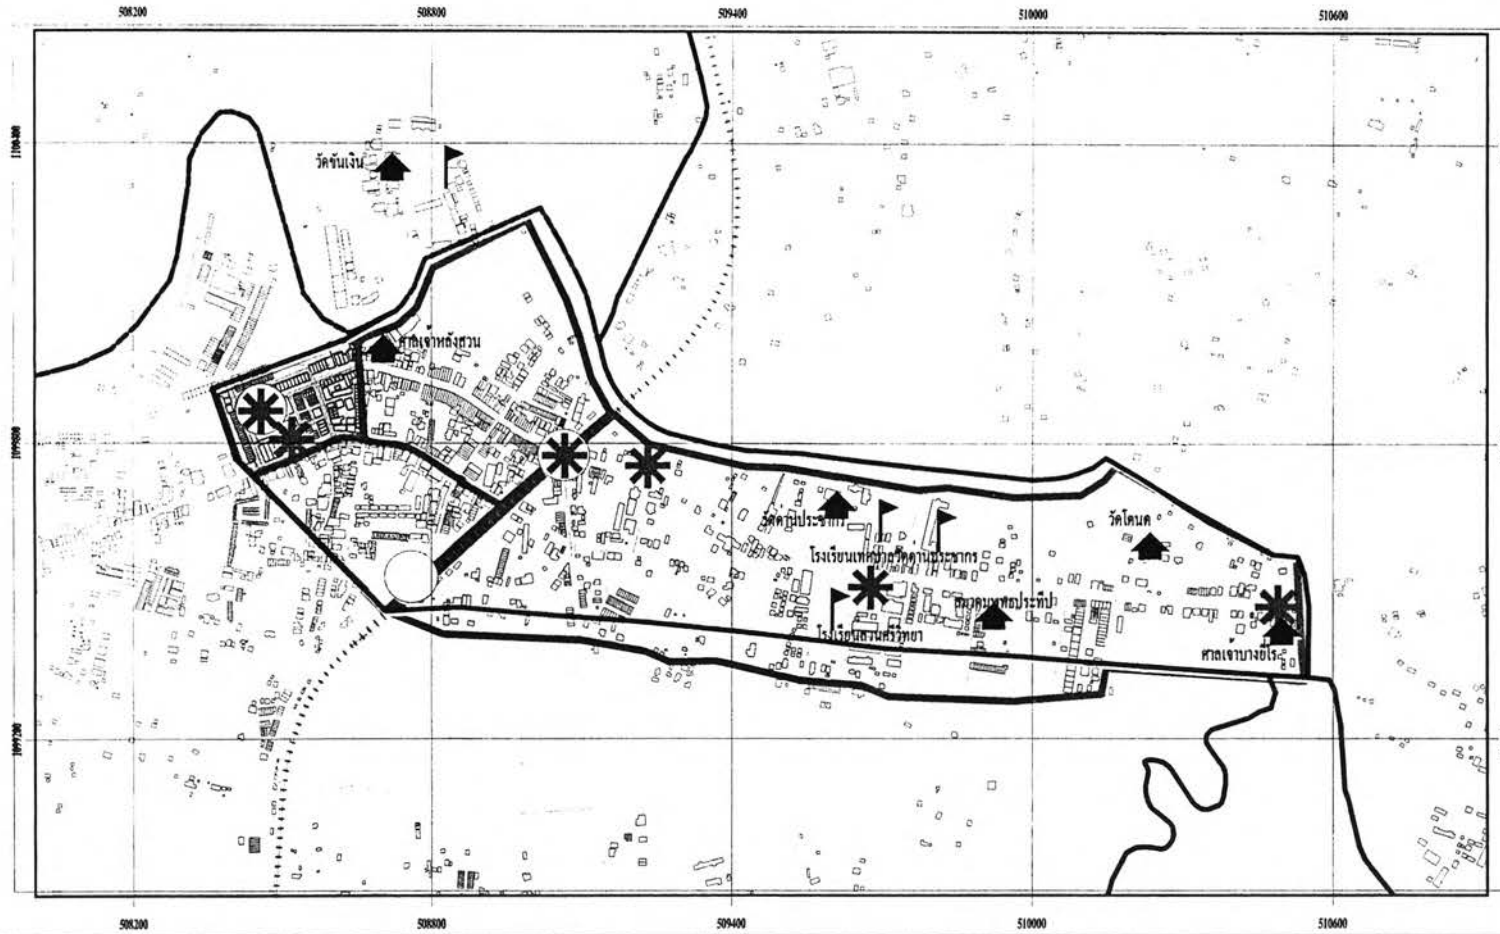 508200 508800 509400 510000 510600
1100400
วัดขันเงิน
ศาลเจ้าหลังสวน
1099800
วัดด่านประชากร
วัดโตนด
โรงเรียนเทศบาลวัดด่านประชากร
โรงเรียนสวนศรีวิทยา
ศาลเจ้าบางยี่โร
1099200
508200 508800 509400 510000 510600